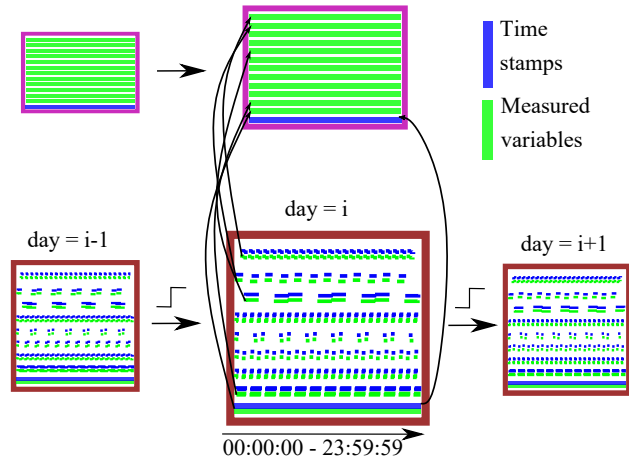 Time
stamps
Measured
variables
day = i
day = i-1
day = i+1
00:00:00 - 23:59:59